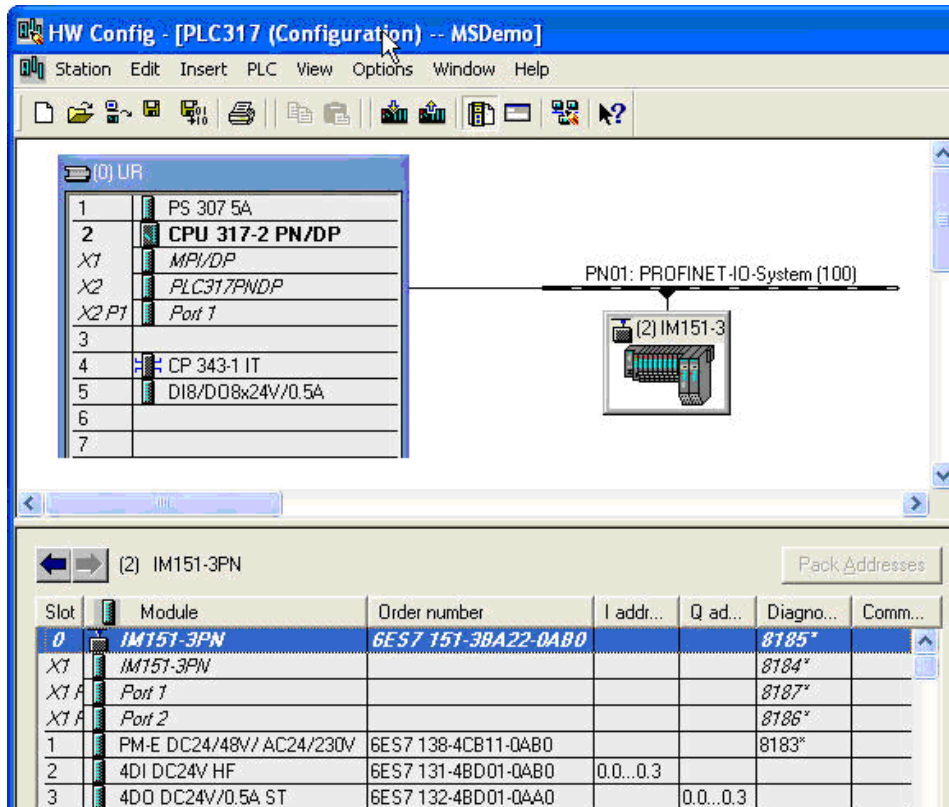 HW Config - [PLC317 (Configuration) -- MSDemo]
Station Edit Insert PLC View Options Window Help
(0) UR
1 PS 307 5A
2 CPU 317-2 PN/DP
X1 MPI/DP
X2 PLC317PNDP
X2 P1 Port 1
3
4 CP 343-1 IT
5 DI8/DO8x24V/0.5A
6
7
PN01: PROFINET-IO-System (100)
(2) IM151-3
(2) IM151-3PN
Pack Addresses
Slot Module Order number I addr... Q ad... Diagno... Comm...
0 IM151-3PN 6ES7 151-3BA22-0AB0 8185*
X1 IM151-3PN 8184*
X1 P Port 1 8187*
X1 P Port 2 8186*
1 PM-E DC24/48V/ AC24/230V 6ES7 138-4CB11-0AB0 8183*
2 4DI DC24V HF 6ES7 131-4BD01-0AB0 0.0...0.3
3 4DO DC24V/0.5A ST 6ES7 132-4BD01-0AA0 0.0...0.3